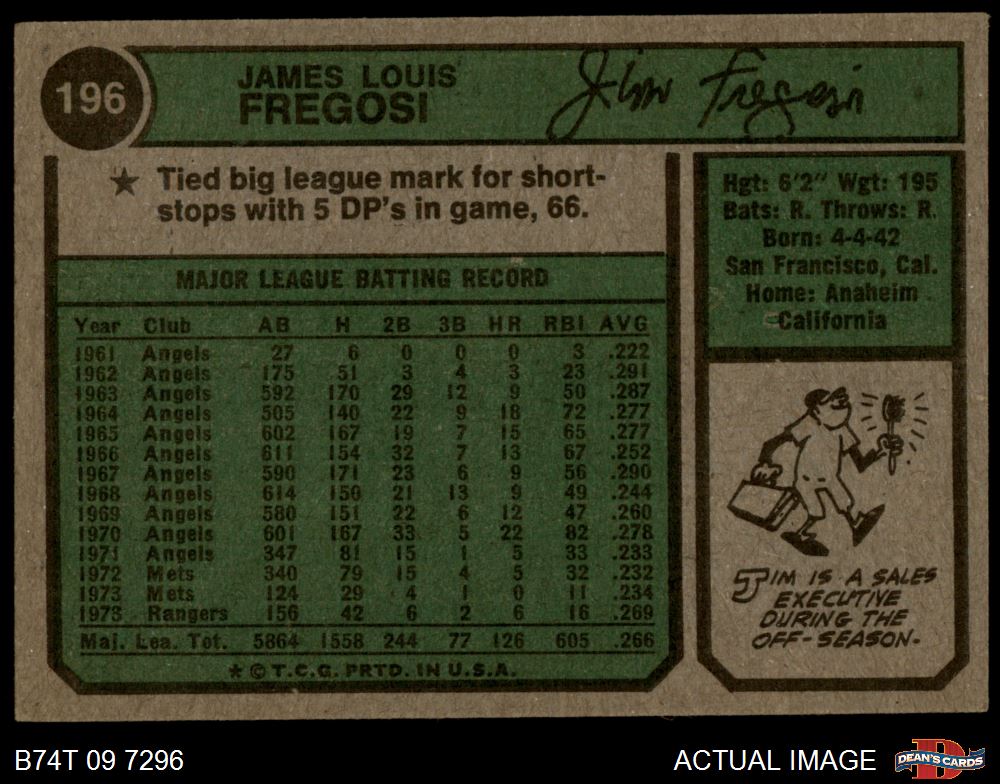 196
JAMES LOUIS
FREGOSI
Jim Fregosi
★ Tied big league mark for short-
stops with 5 DP's in game, 66.
MAJOR LEAGUE BATTING RECORD
Year Club AB H 2B 3B HR RBI AVG
1961 Angels 27 6 0 0 0 3 .222
1962 Angels 175 51 3 4 3 23 .291
1963 Angels 592 170 29 12 9 50 .287
1964 Angels 505 140 22 9 18 72 .277
1965 Angels 602 167 19 7 15 65 .277
1966 Angels 611 154 32 7 13 67 .252
1967 Angels 590 171 23 6 9 56 .290
1968 Angels 614 150 21 13 9 49 .244
1969 Angels 580 151 22 6 12 47 .260
1970 Angels 601 167 33 5 22 82 .278
1971 Angels 347 81 15 1 5 33 .233
1972 Mets 340 79 15 4 5 32 .232
1973 Mets 124 29 4 1 0 11 .234
1973 Rangers 156 42 6 2 6 16 .269
Maj. Lea. Tot. 5864 1558 244 77 126 605 .266
★ © T.C.G. PRTD. IN U.S.A.
Hgt: 6'2" Wgt: 195
Bats: R. Throws: R.
Born: 4-4-42
San Francisco, Cal.
Home: Anaheim
California
JIM IS A SALES
EXECUTIVE
DURING THE
OFF-SEASON.
B74T 09 7296
ACTUAL IMAGE
D
DEAN'S CARDS